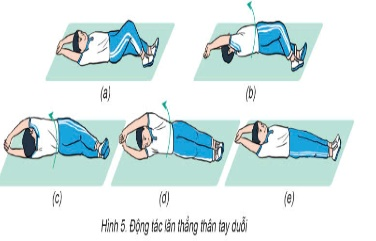 (a)
(b)
(c)
(d)
(e)
Hình 5. Động tác lăn thẳng thân tay duỗi